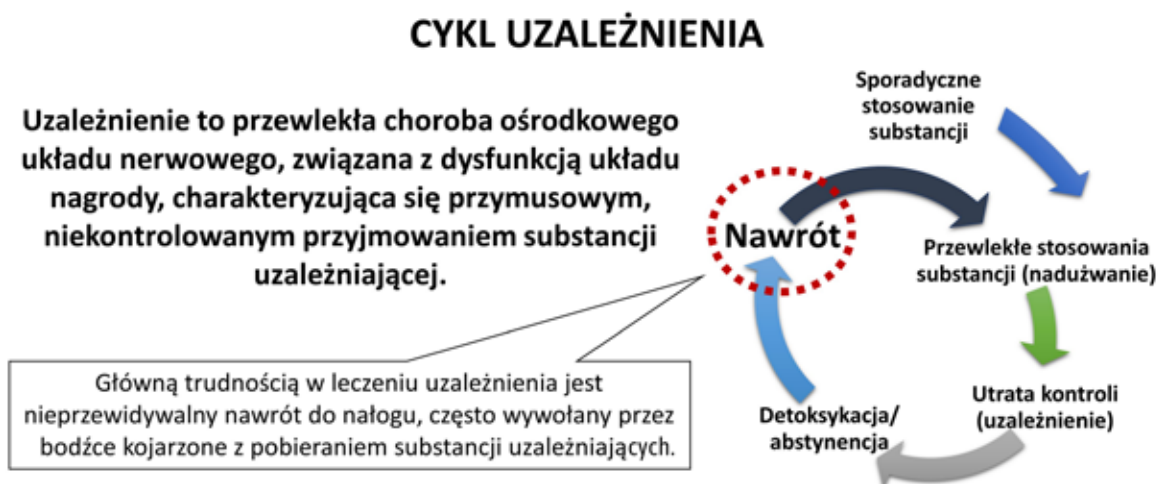 CYKL UZALEŻNIENIA
Uzależnienie to przewlekła choroba ośrodkowego
układu nerwowego, związana z dysfunkcją układu
nagrody, charakteryzująca się przymusowym,
niekontrolowanym przyjmowaniem substancji
uzależniającej.
Główną trudnością w leczeniu uzależnienia jest
nieprzewidywalny nawrót do nałogu, często wywołany przez
bodźce kojarzone z pobieraniem substancji uzależniających.
Sporadyczne
stosowanie
substancji
Nawrót
Przewlekłe stosowania
substancji (nadużwanie)
Utrata kontroli
(uzależnienie)
Detoksykacja/
abstynencja